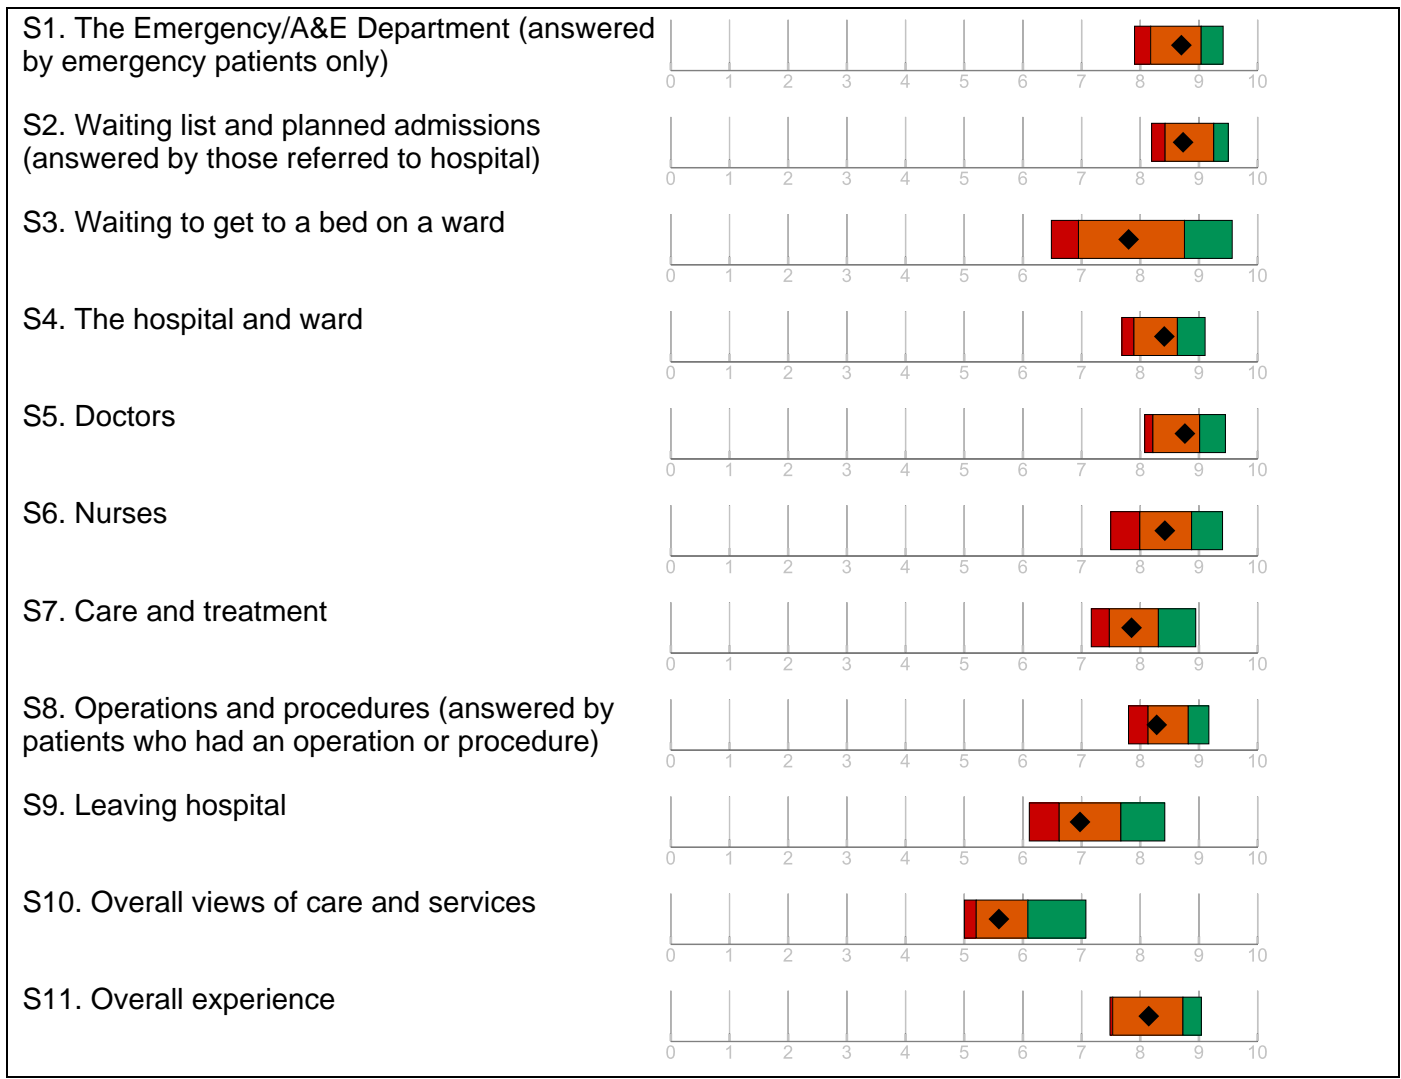 S1. The Emergency/A&E Department (answered
by emergency patients only)
0 1 2 3 4 5 6 7 8 9 10
S2. Waiting list and planned admissions
(answered by those referred to hospital)
0 1 2 3 4 5 6 7 8 9 10
S3. Waiting to get to a bed on a ward
0 1 2 3 4 5 6 7 8 9 10
S4. The hospital and ward
0 1 2 3 4 5 6 7 8 9 10
S5. Doctors
0 1 2 3 4 5 6 7 8 9 10
S6. Nurses
0 1 2 3 4 5 6 7 8 9 10
S7. Care and treatment
0 1 2 3 4 5 6 7 8 9 10
S8. Operations and procedures (answered by
patients who had an operation or procedure)
0 1 2 3 4 5 6 7 8 9 10
S9. Leaving hospital
0 1 2 3 4 5 6 7 8 9 10
S10. Overall views of care and services
0 1 2 3 4 5 6 7 8 9 10
S11. Overall experience
0 1 2 3 4 5 6 7 8 9 10